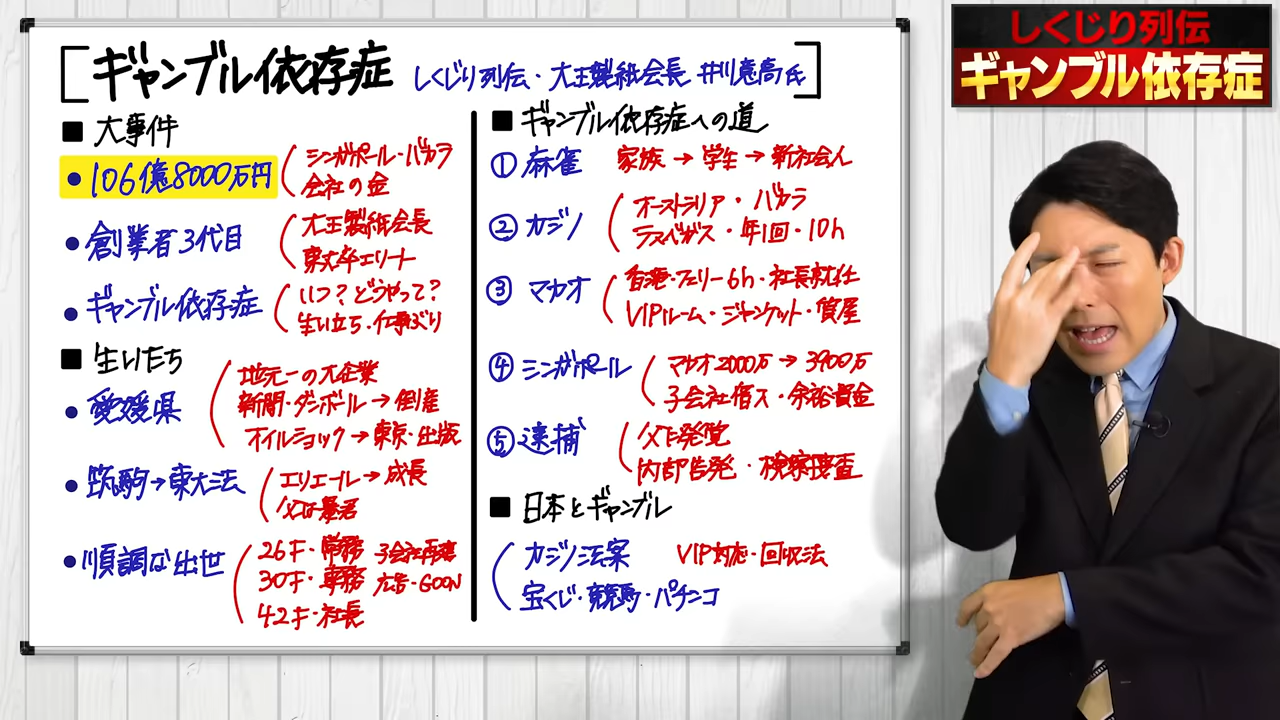 しくじり列伝
ギャンブル依存症
[ギャンブル依存症 しくじり列伝・大王製紙会長 井川意高氏]
■ 大事件
• 106億8000万円
シンガポール・バカラ
会社の金
• 創業者3代目
大王製紙会長
東大卒エリート
• ギャンブル依存症
いつ?どうやって?
生い立ち・仕事ぶり
■ 生いたち
• 愛媛県
地元一の大企業
新聞・ダンボール→倒産
オイルショック→東京・出版
• 筑駒→東大法
エリエール→成長
父は暴君
• 順調な出世
26才・常務 子会社再建
30才・専務 広告・GOON
42才・社長
■ ギャンブル依存症への道
① 麻雀 家族→学生→新社会人
② カジノ
オーストラリア・バカラ
ラスベガス・年1回・10h
③ マカオ
香港・フェリー6h・社長就任
VIPルーム・ジャンケット・質屋
④ シンガポール
マカオ2000万→3900万
子会社借入・余裕資金
⑤ 逮捕
父に発覚
内部告発・検察捜査
■ 日本とギャンブル
カジノ法案 VIP対応・回収法
宝くじ・競馬・パチンコ